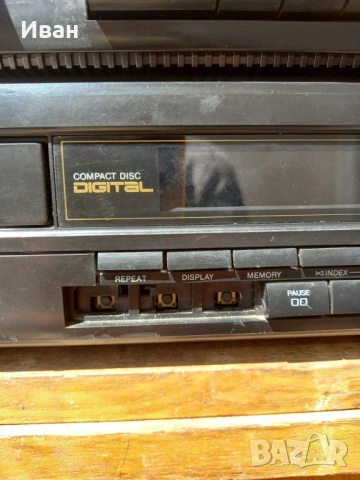 Иван
COMPACT DISC
DIGITAL
REPEAT
DISPLAY
MEMORY
INDEX
PAUSE
BAZAR